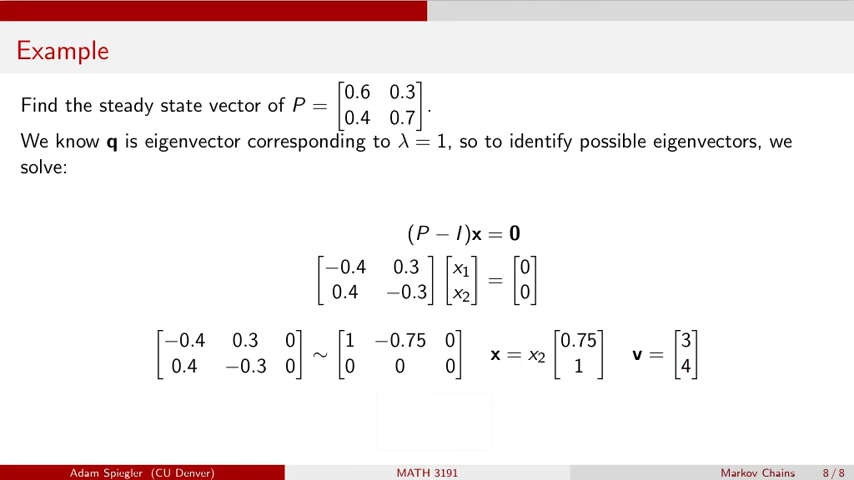 Example
Find the steady state vector of P = [0.6 0.3; 0.4 0.7].
We know q is eigenvector corresponding to λ = 1, so to identify possible eigenvectors, we
solve:
(P − I)x = 0
[−0.4 0.3; 0.4 −0.3] [x₁; x₂] = [0; 0]
[−0.4 0.3 0; 0.4 −0.3 0] ∼ [1 −0.75 0; 0 0 0] x = x₂ [0.75; 1] v = [3; 4]
Adam Spiegler (CU Denver) MATH 3191 Markov Chains 8 / 8